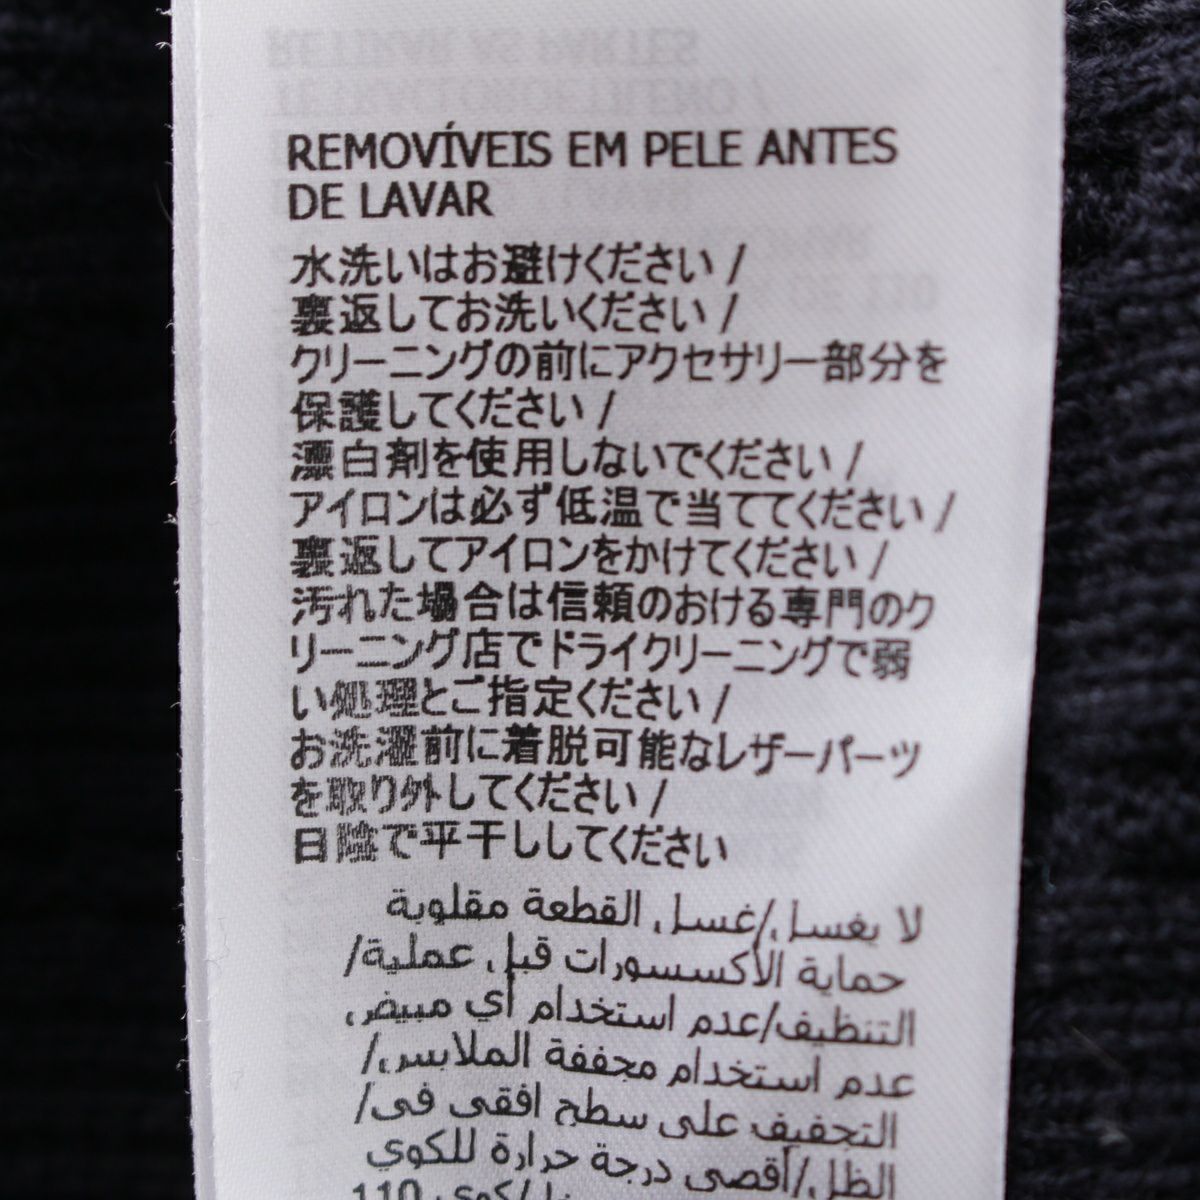 REMOVÍVEIS EM PELE ANTES
DE LAVAR
水洗いはお避けください /
裏返してお洗いください /
クリーニングの前にアクセサリー部分を
保護してください /
漂白剤を使用しないでください /
アイロンは必ず低温で当ててください /
裏返してアイロンをかけてください /
汚れた場合は信頼のおける専門のク
リーニング店でドライクリーニングで弱
い処理とご指定ください /
お洗濯前に着脱可能なレザーパーツ
を取り外してください /
日陰で平干ししてください
لا يغسل/غسل القطعة مقلوبة
حماية الأكسسورات قبل عملية/
التنظيف/عدم استخدام أي مبيض
عدم استخدام مجففة الملابس/
التجفيف على سطح افقى فى/
الظل/أقصى درجة حرارة للكوي
110